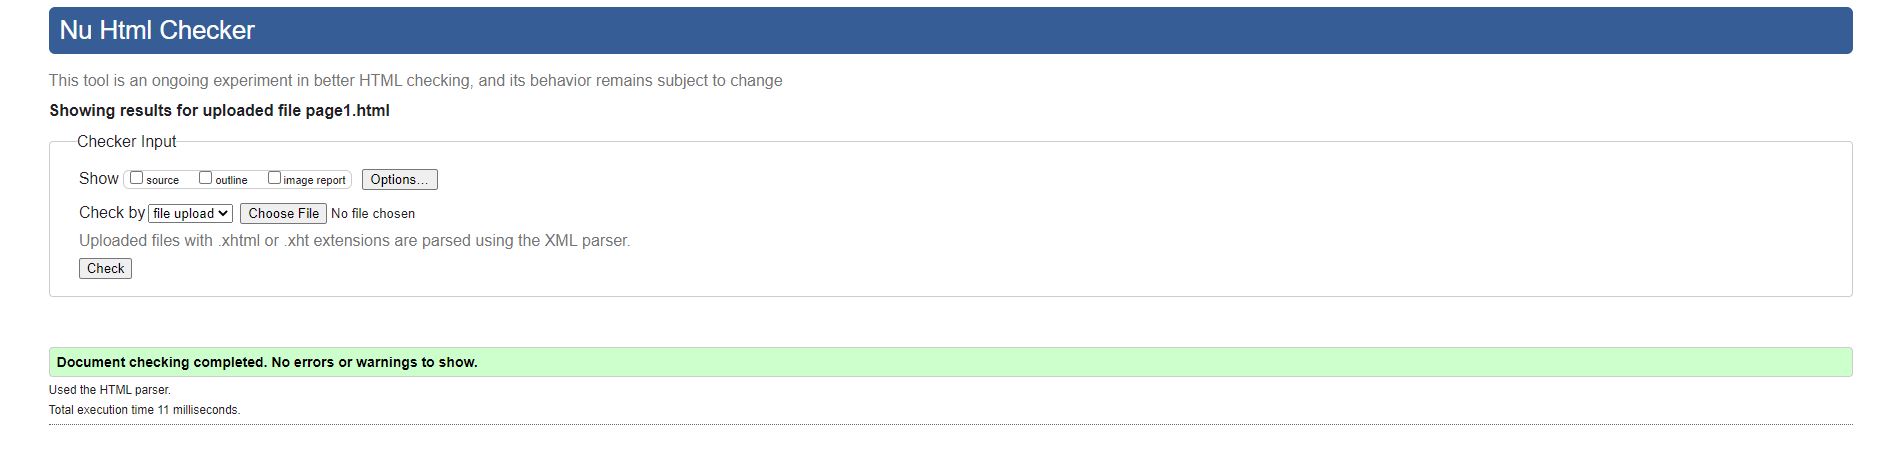 Nu Html Checker
This tool is an ongoing experiment in better HTML checking, and its behavior remains subject to change
Showing results for uploaded file page1.html
Checker Input
Show source outline image report Options...
Check by file upload Choose File No file chosen
Uploaded files with .xhtml or .xht extensions are parsed using the XML parser.
Check
Document checking completed. No errors or warnings to show.
Used the HTML parser.
Total execution time 11 milliseconds.